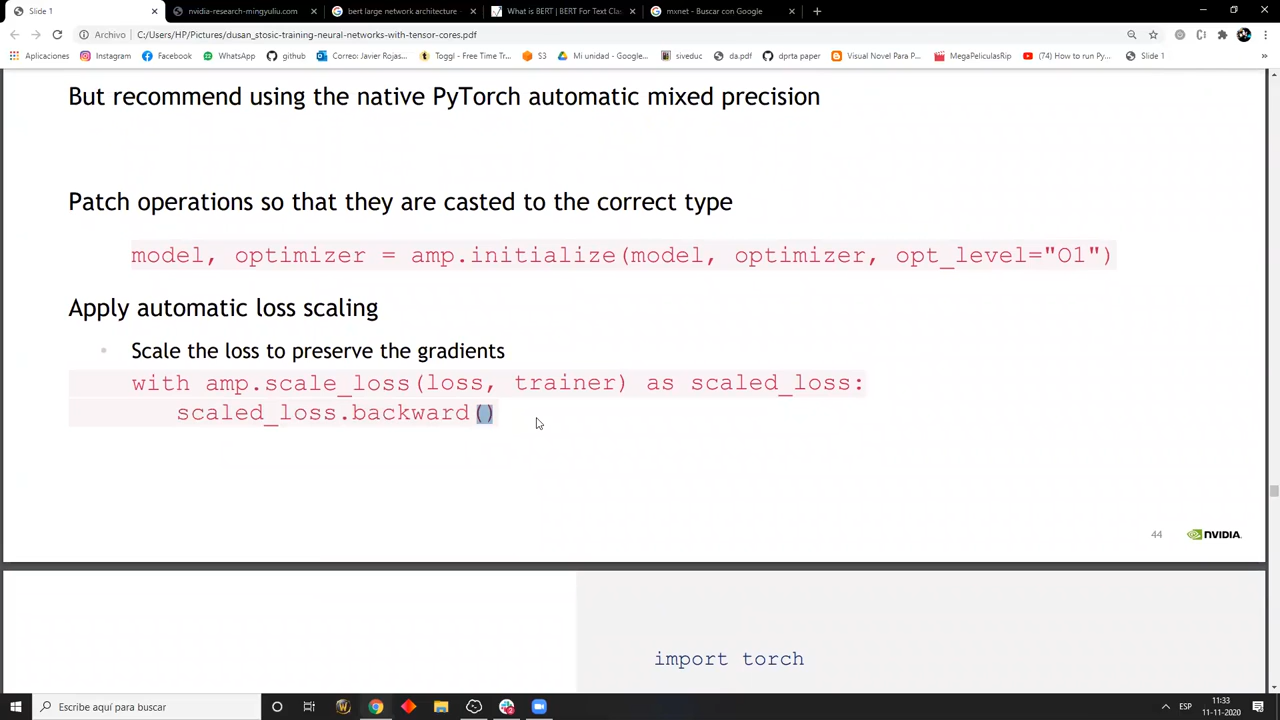 Slide 1
nvidia-research-mingyuliu.com
bert large network architecture -
What is BERT | BERT For Text Clas
mxnet - Buscar con Google
Archivo
C:/Users/HP/Pictures/dusan_stosic-training-neural-networks-with-tensor-cores.pdf
Aplicaciones
Instagram
Facebook
WhatsApp
github
Correo: Javier Rojas...
Toggl - Free Time Tr...
S3
Mi unidad - Google...
siveduc
da.pdf
dprta paper
Visual Novel Para P...
MegaPeliculasRip
(74) How to run Py...
Slide 1
But recommend using the native PyTorch automatic mixed precision
Patch operations so that they are casted to the correct type
model, optimizer = amp.initialize(model, optimizer, opt_level="O1")
Apply automatic loss scaling
• Scale the loss to preserve the gradients
with amp.scale_loss(loss, trainer) as scaled_loss:
scaled_loss.backward()
44
NVIDIA.
import torch
Escribe aquí para buscar
ESP
11:33
11-11-2020